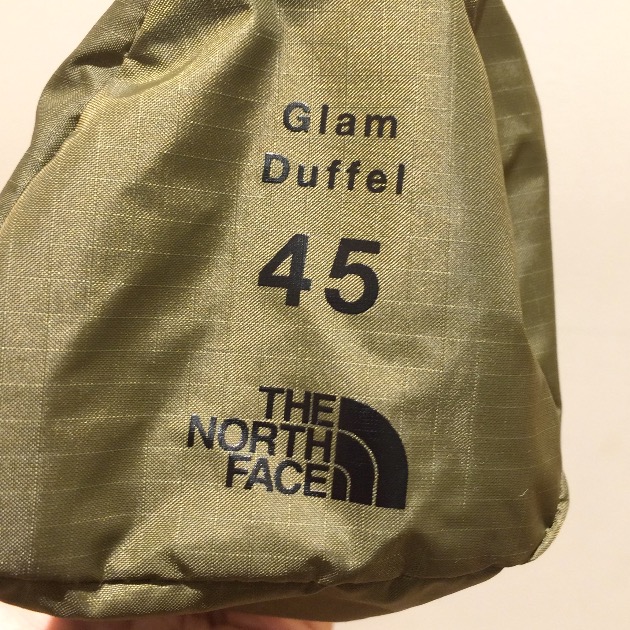 Glam
Duffel
45
THE
NORTH
FACE